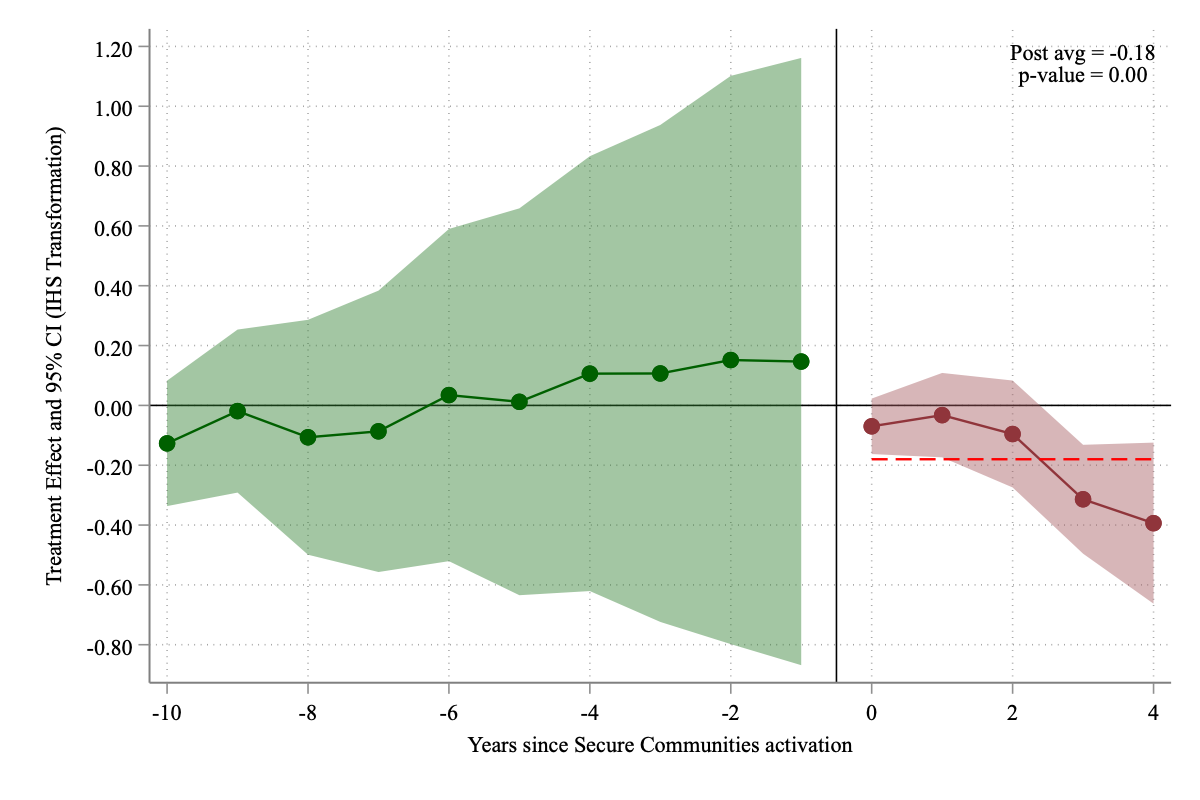 Post avg = -0.18
p-value = 0.00
Treatment Effect and 95% CI (IHS Transformation)
1.20
1.00
0.80
0.60
0.40
0.20
0.00
-0.20
-0.40
-0.60
-0.80
-10 -8 -6 -4 -2 0 2 4
Years since Secure Communities activation